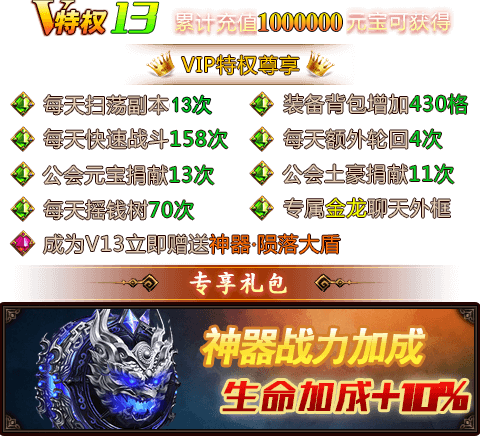 V特权 13 累计充值1000000元宝可获得
VIP特权尊享
每天扫荡副本13次 装备背包增加430格
每天快速战斗158次 每天额外轮回4次
公会元宝捐献13次 公会土豪捐献11次
每天摇钱树70次 专属金龙聊天外框
成为V13立即赠送神器·陨落大盾
专享礼包
神器战力加成
生命加成+10%